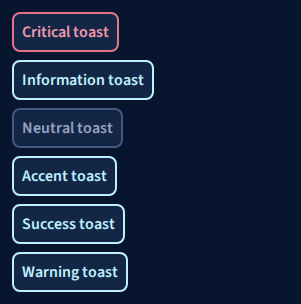 Critical toast
Information toast
Neutral toast
Accent toast
Success toast
Warning toast